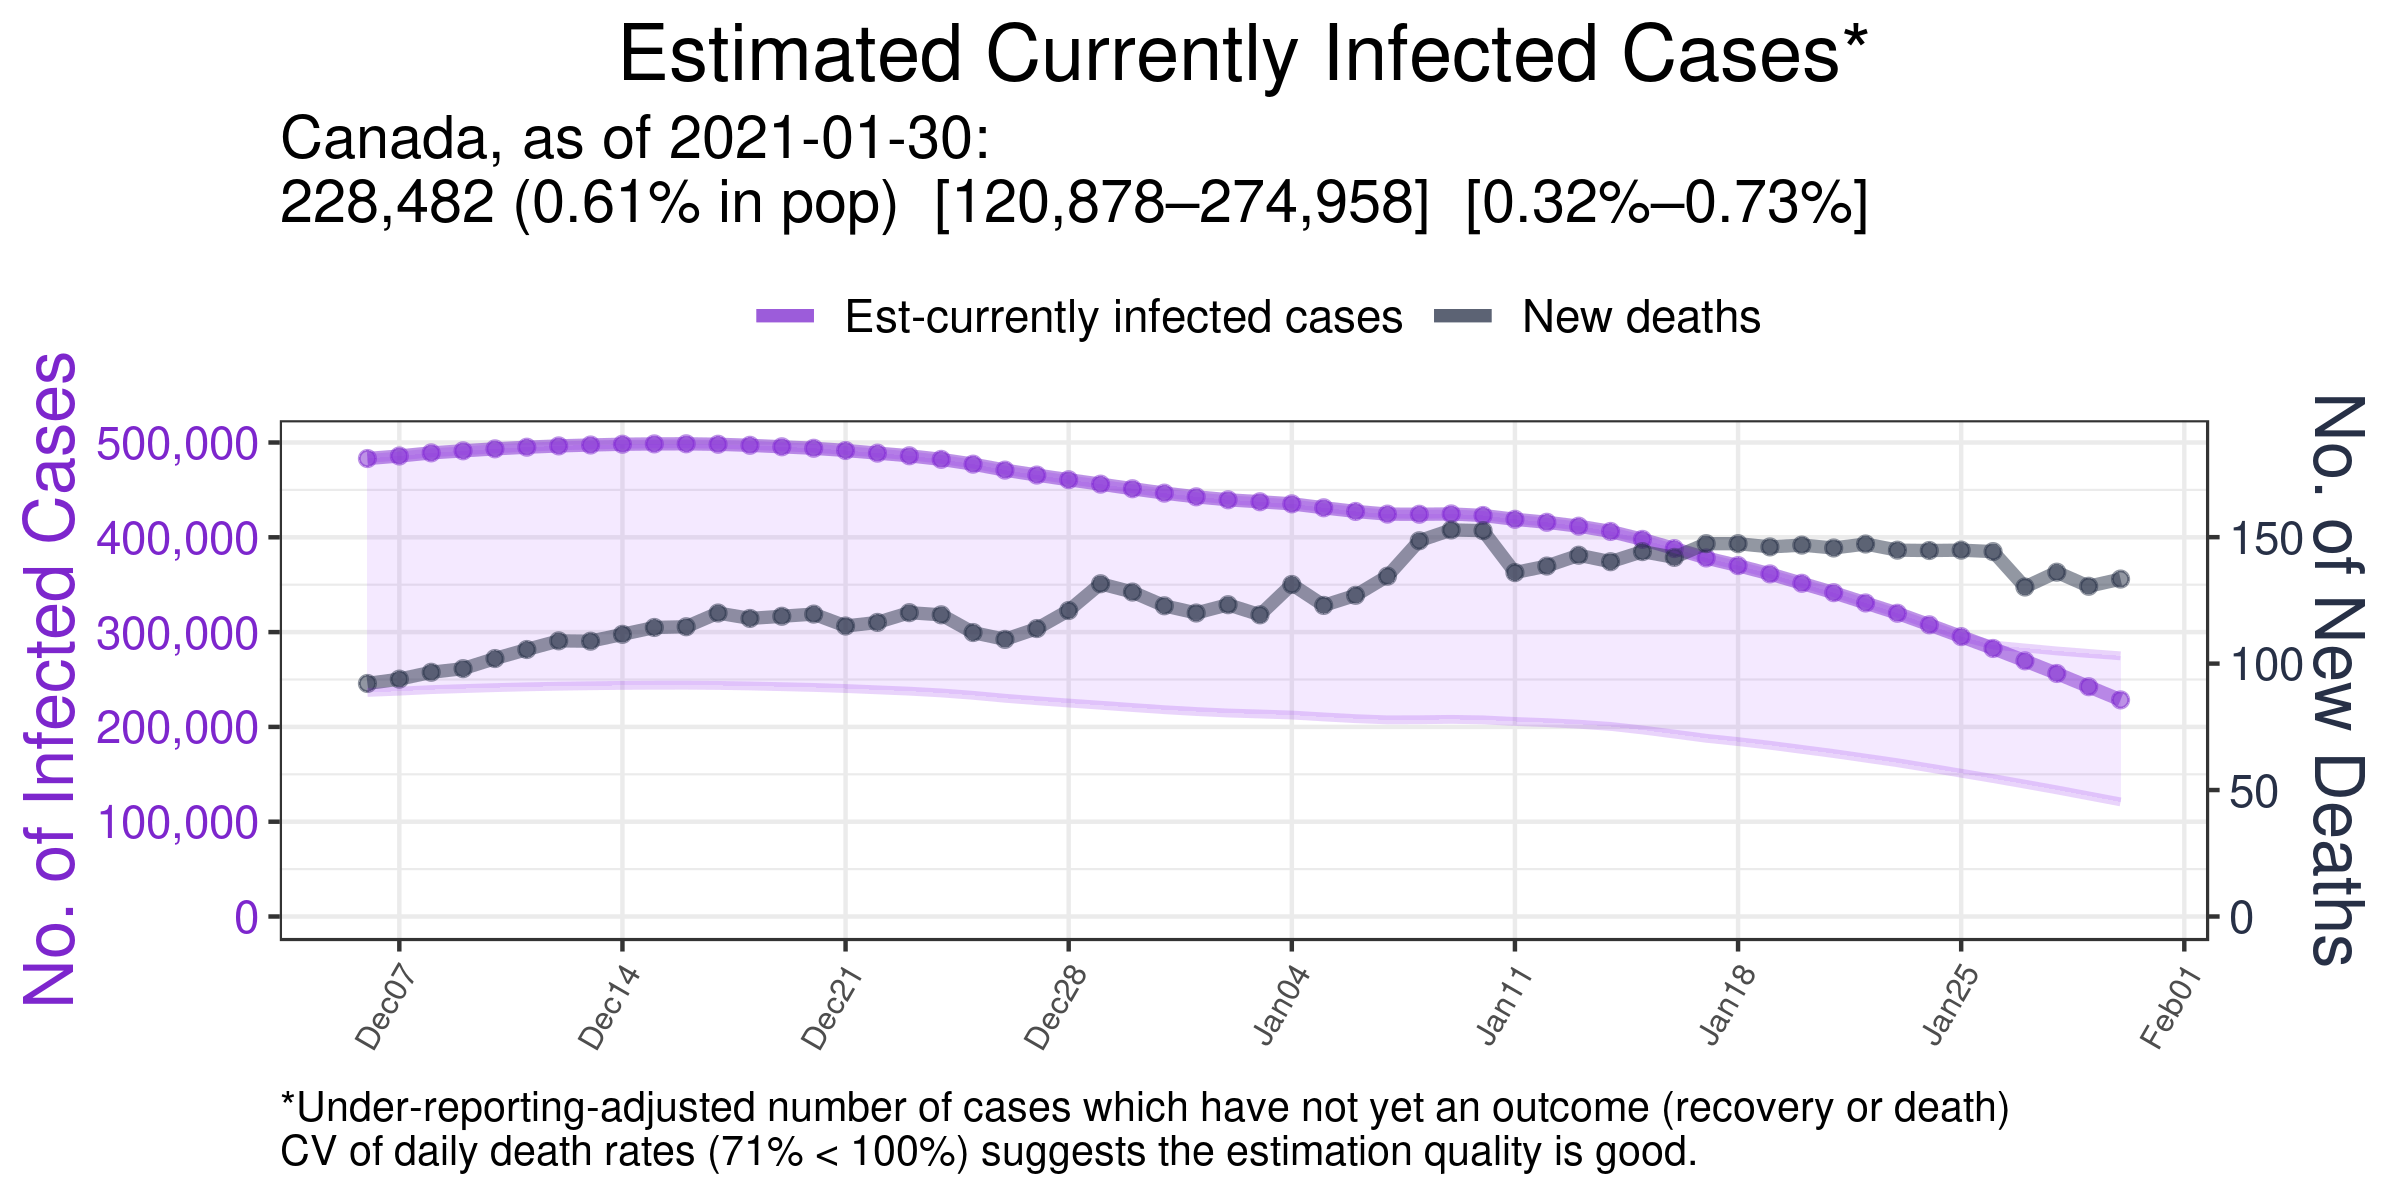 Estimated Currently Infected Cases*
Canada, as of 2021-01-30:
228,482 (0.61% in pop)  [120,878–274,958]  [0.32%–0.73%]
Est-currently infected cases
New deaths
No. of Infected Cases
500,000
400,000
300,000
200,000
100,000
0
150
100
50
0
No. of New Deaths
Dec07
Dec14
Dec21
Dec28
Jan04
Jan11
Jan18
Jan25
Feb01
*Under-reporting-adjusted number of cases which have not yet an outcome (recovery or death)
CV of daily death rates (71% < 100%) suggests the estimation quality is good.